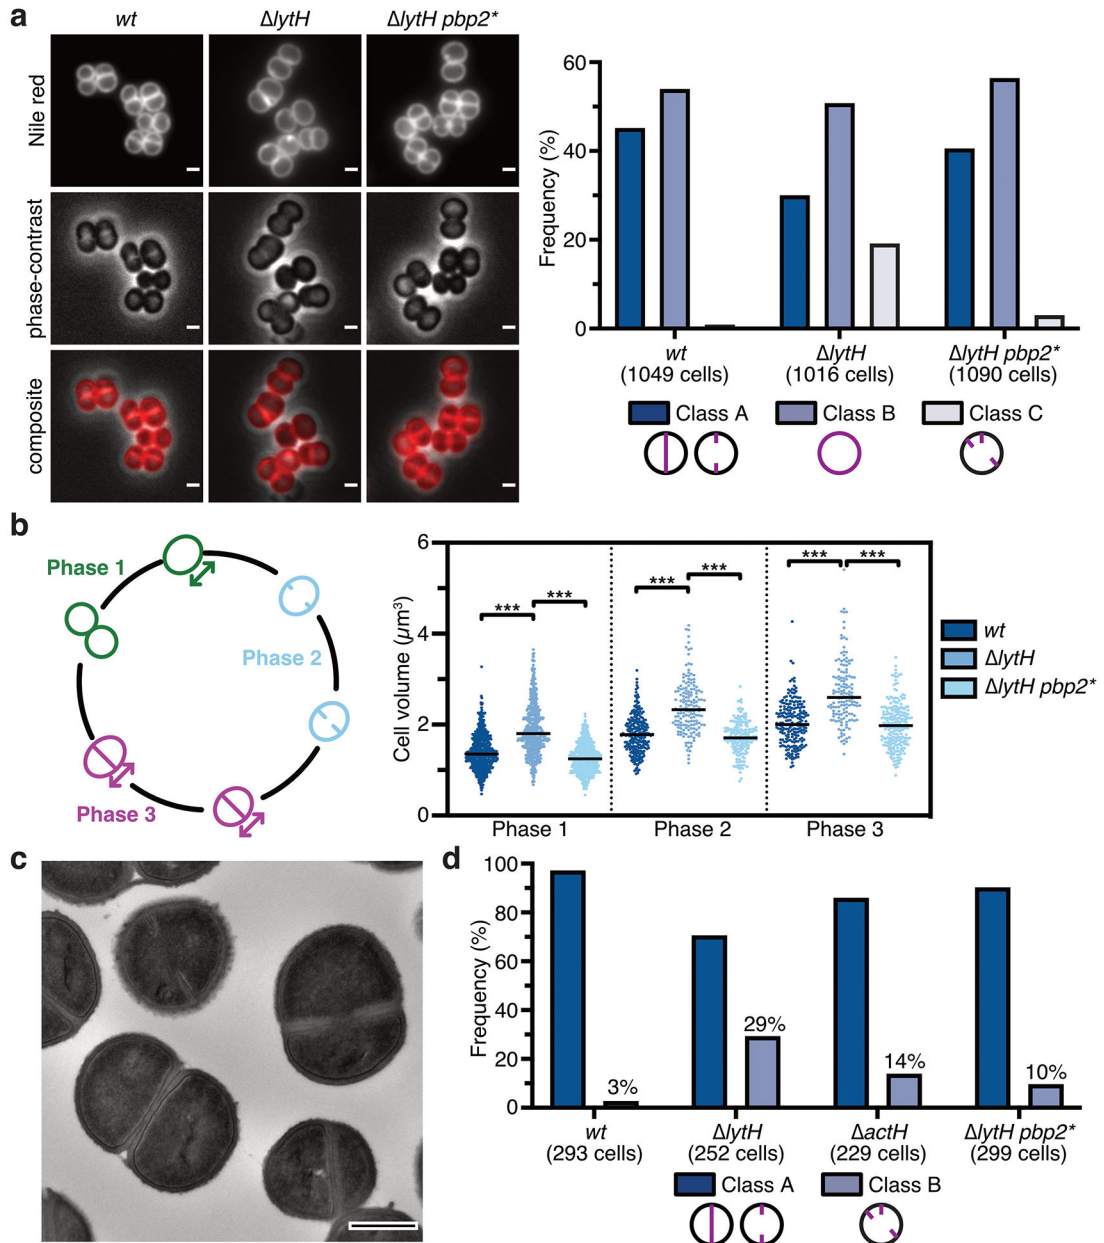 a
wt
ΔlytH
ΔlytH pbp2*
Nile red
phase-contrast
composite
Frequency (%)
60
40
20
0
wt
(1049 cells)
ΔlytH
(1016 cells)
ΔlytH pbp2*
(1090 cells)
Class A
Class B
Class C
b
Phase 1
Phase 2
Phase 3
Cell volume (µm³)
6
4
2
0
***
***
***
***
***
***
Phase 1
Phase 2
Phase 3
wt
ΔlytH
ΔlytH pbp2*
c
d
Frequency (%)
100
80
60
40
20
0
3%
29%
14%
10%
wt
(293 cells)
ΔlytH
(252 cells)
ΔactH
(229 cells)
ΔlytH pbp2*
(299 cells)
Class A
Class B